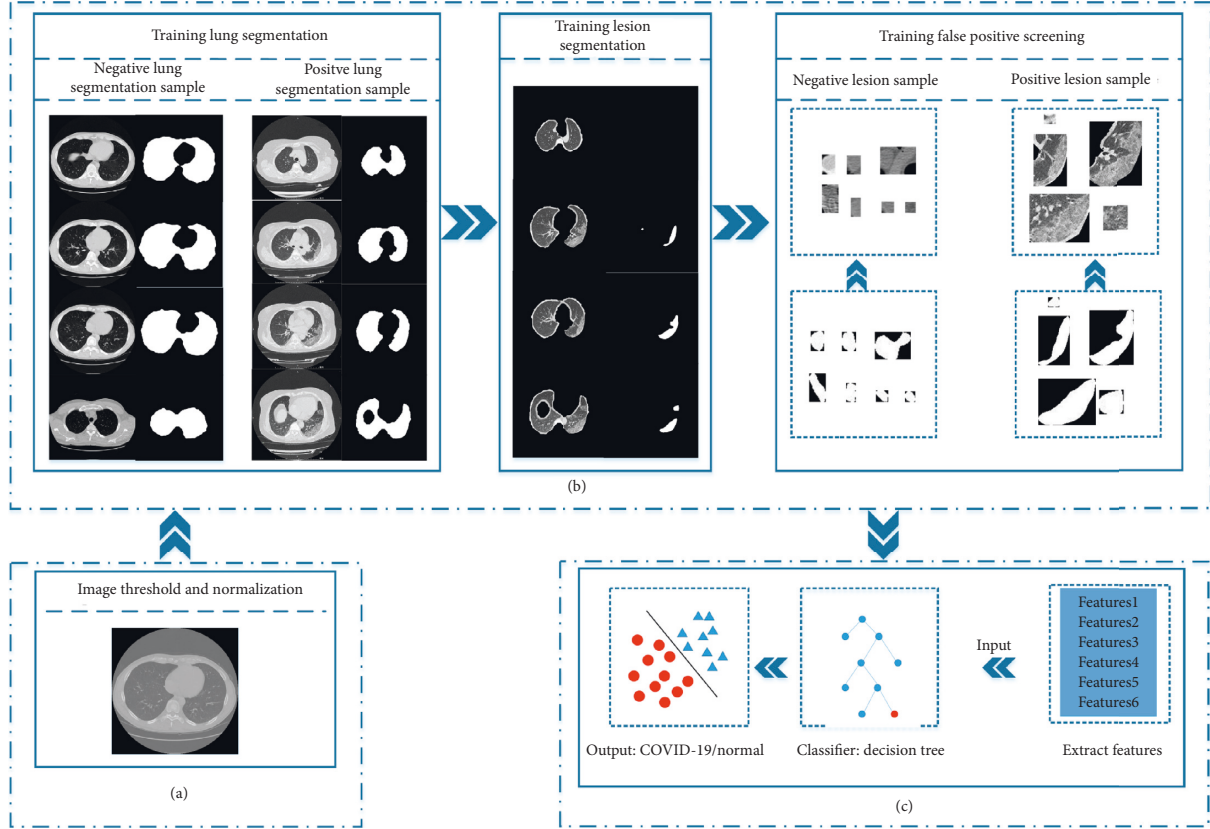 Training lung segmentation
Negative lung
segmentation sample
Positve lung
segmentation sample
Training lesion
segmentation
Training false positive screening
Negative lesion sample
Positive lesion sample
(b)
Image threshold and normalization
(a)
Output: COVID-19/normal
Classifier: decision tree
Input
Features1
Features2
Features3
Features4
Features5
Features6
Extract features
(c)